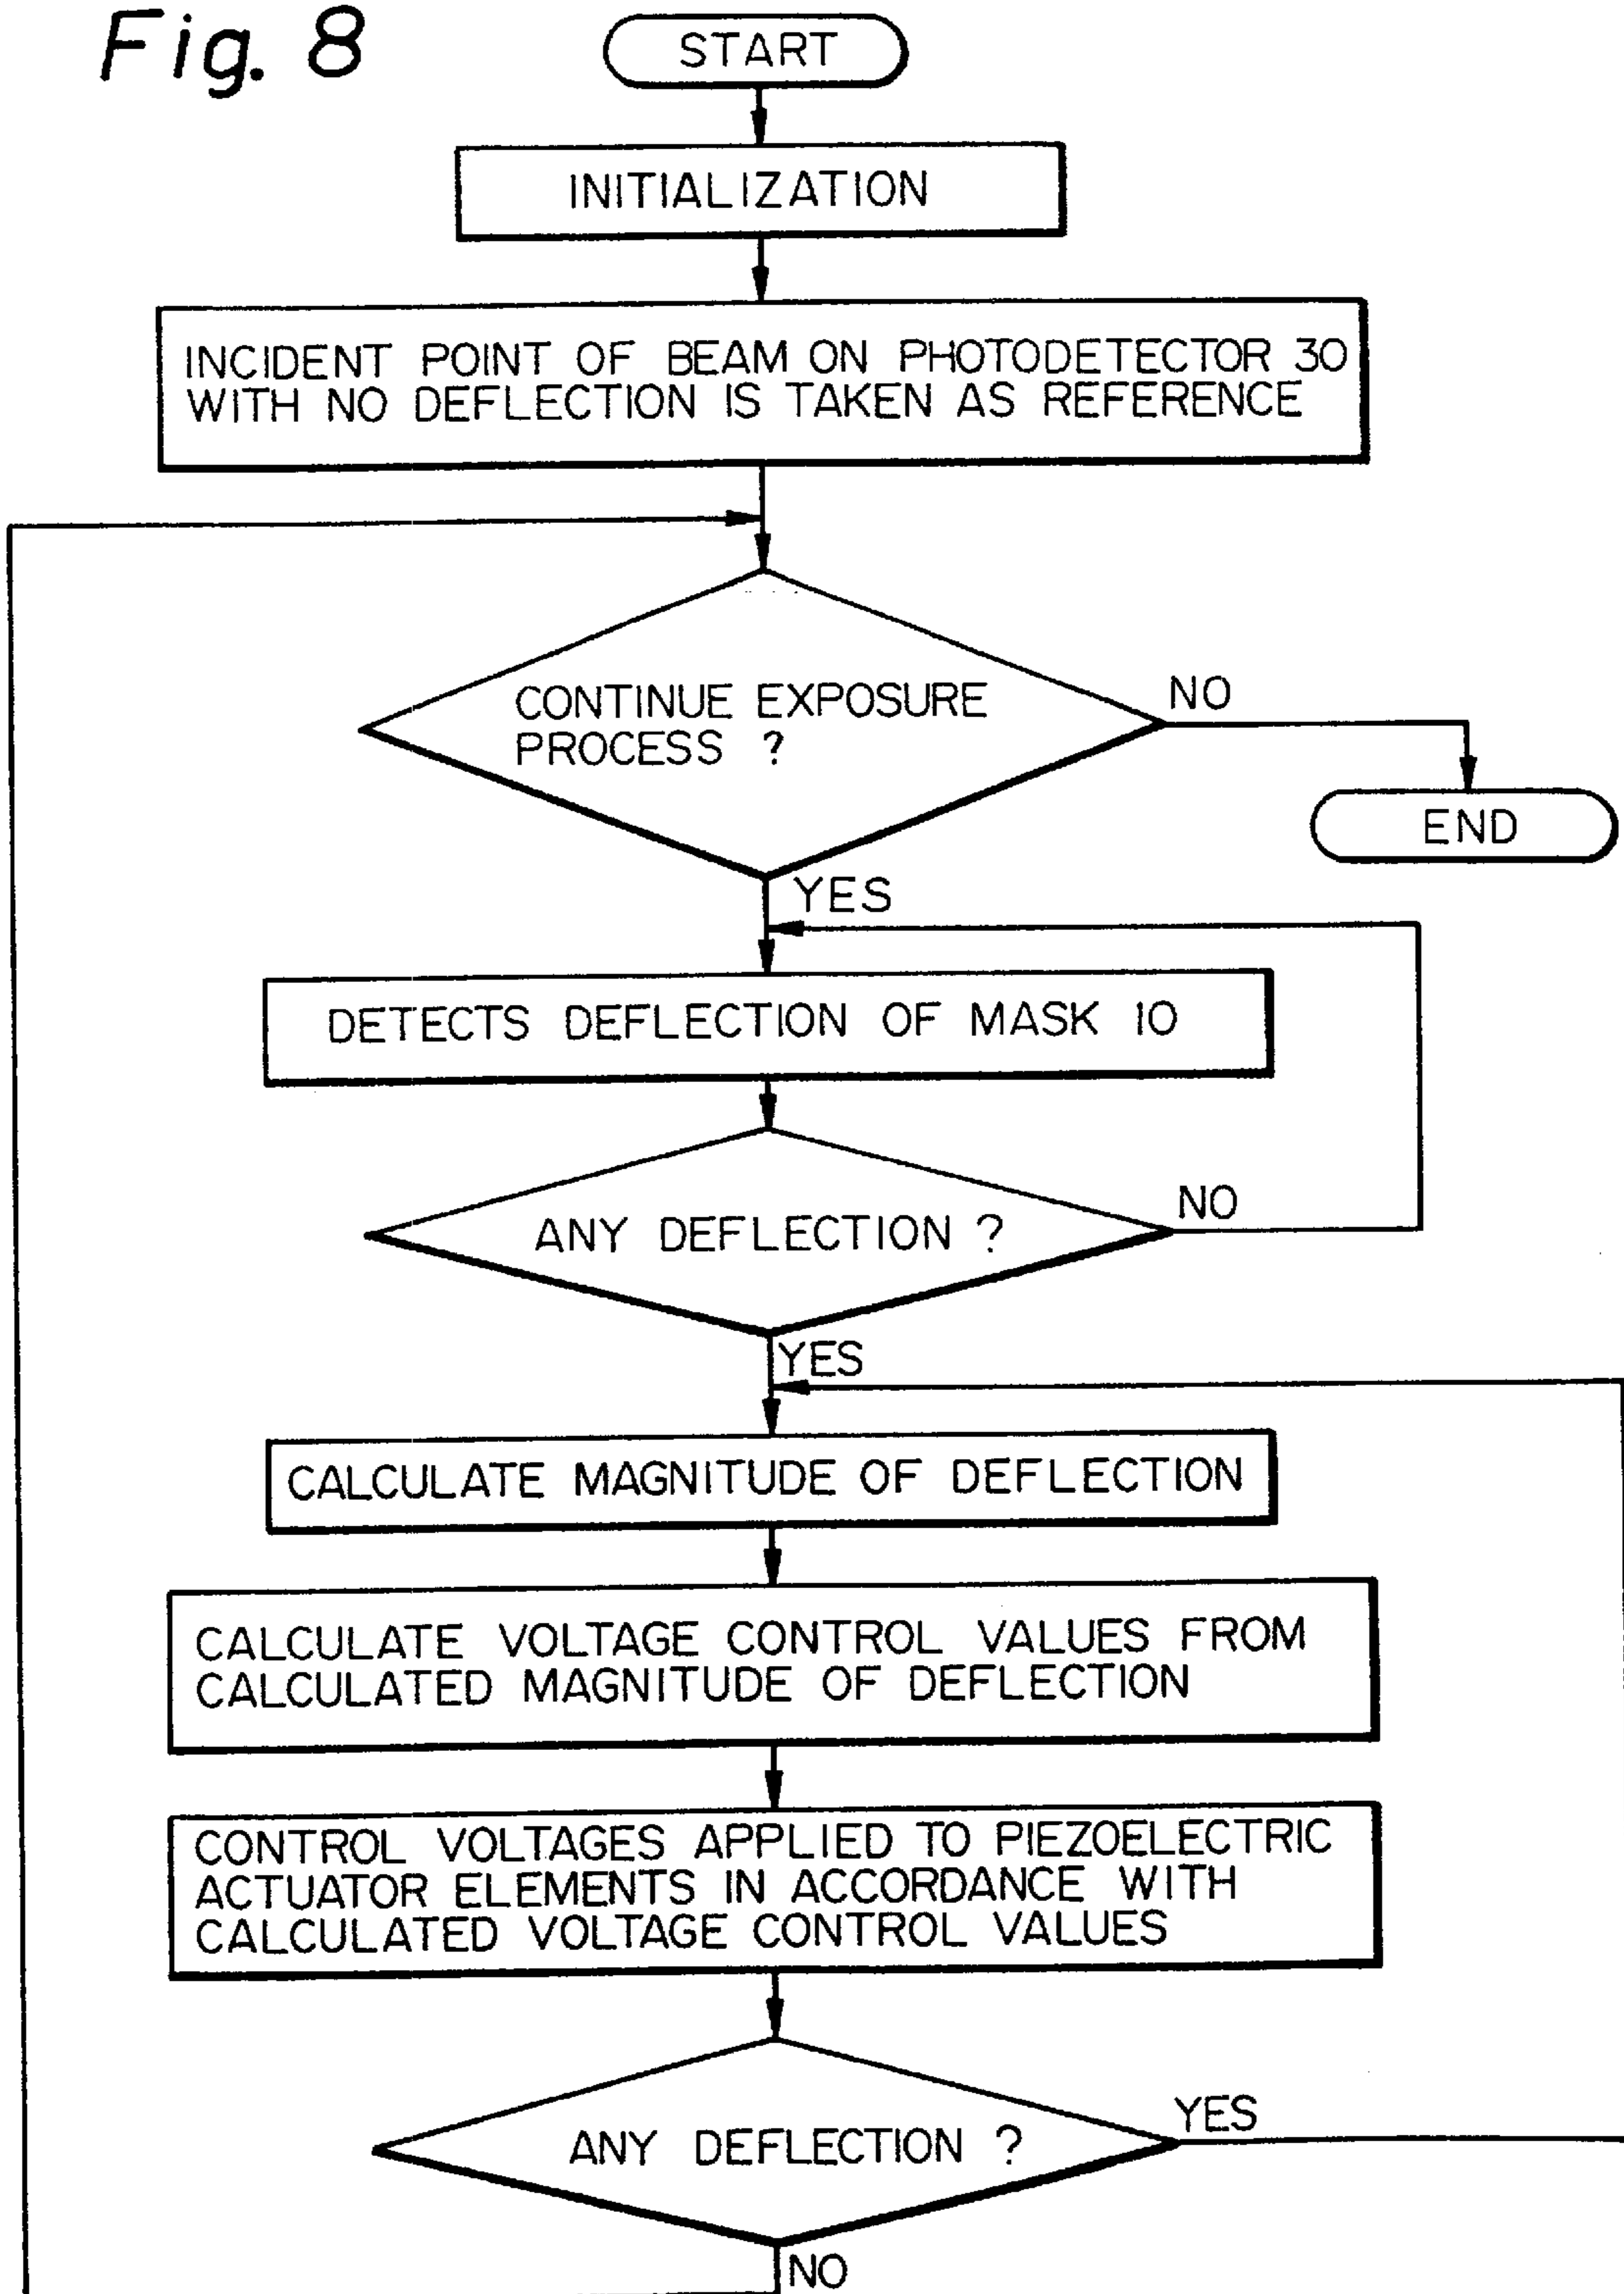 Fig. 8
START
INITIALIZATION
INCIDENT POINT OF BEAM ON PHOTODETECTOR 30
WITH NO DEFLECTION IS TAKEN AS REFERENCE
CONTINUE EXPOSURE
PROCESS ?
NO
END
YES
DETECTS DEFLECTION OF MASK 10
ANY DEFLECTION ?
NO
YES
CALCULATE MAGNITUDE OF DEFLECTION
CALCULATE VOLTAGE CONTROL VALUES FROM
CALCULATED MAGNITUDE OF DEFLECTION
CONTROL VOLTAGES APPLIED TO PIEZOELECTRIC
ACTUATOR ELEMENTS IN ACCORDANCE WITH
CALCULATED VOLTAGE CONTROL VALUES
ANY DEFLECTION ?
YES
NO